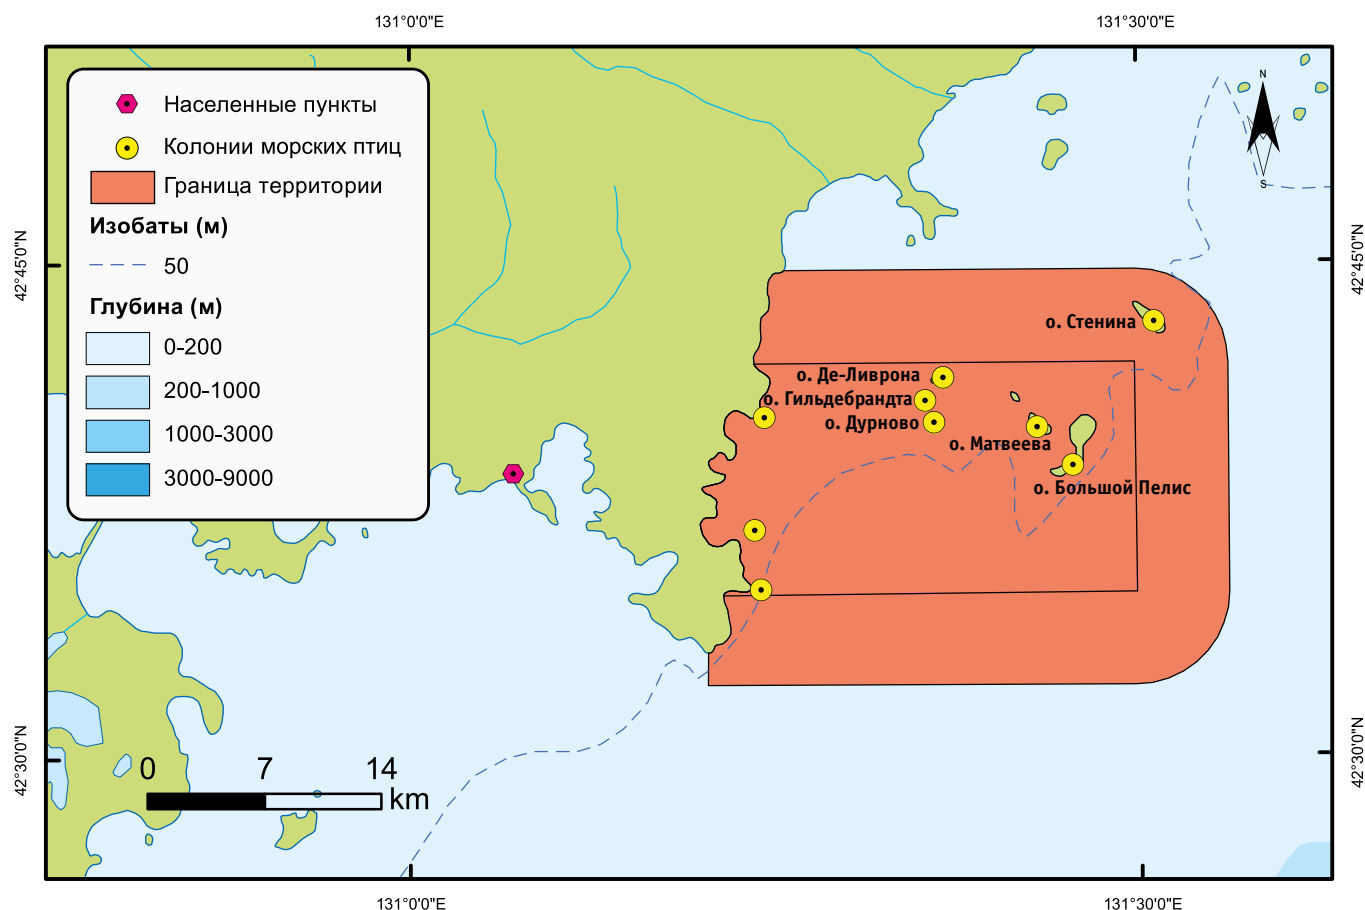 131°0'0"E
131°30'0"E
N
S
Населенные пункты
Колонии морских птиц
Граница территории
Изобаты (м)
50
Глубина (м)
0-200
200-1000
1000-3000
3000-9000
42°45'0"N
42°45'0"N
о. Стенина
о. Де-Ливрона
о. Гильдебрандта
о. Дурново
о. Матвеева
о. Большой Пелис
42°30'0"N
42°30'0"N
0 7 14
km
131°0'0"E
131°30'0"E